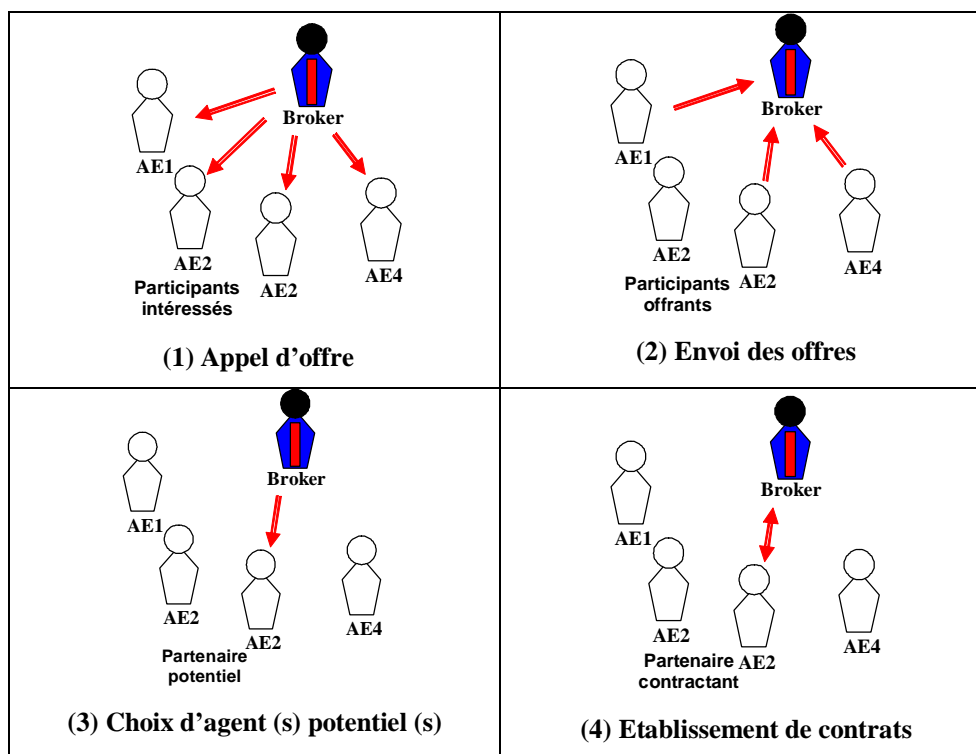 Broker
AE1
AE2
AE2
AE4
Participants
intéressés
(1) Appel d’offre
Broker
AE1
AE2
AE2
AE4
Participants
offrants
(2) Envoi des offres
Broker
AE1
AE2
AE2
AE4
Partenaire
potentiel
(3) Choix d’agent (s) potentiel (s)
Broker
AE1
AE2
AE2
AE4
Partenaire
contractant
(4) Etablissement de contrats